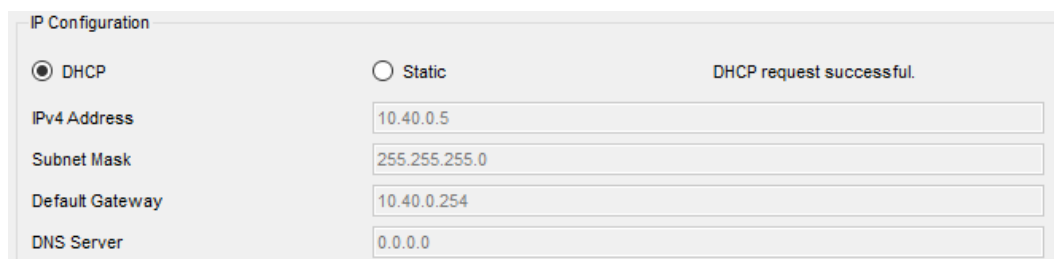 IP Configuration
DHCP Static DHCP request successful.
IPv4 Address 10.40.0.5
Subnet Mask 255.255.255.0
Default Gateway 10.40.0.254
DNS Server 0.0.0.0